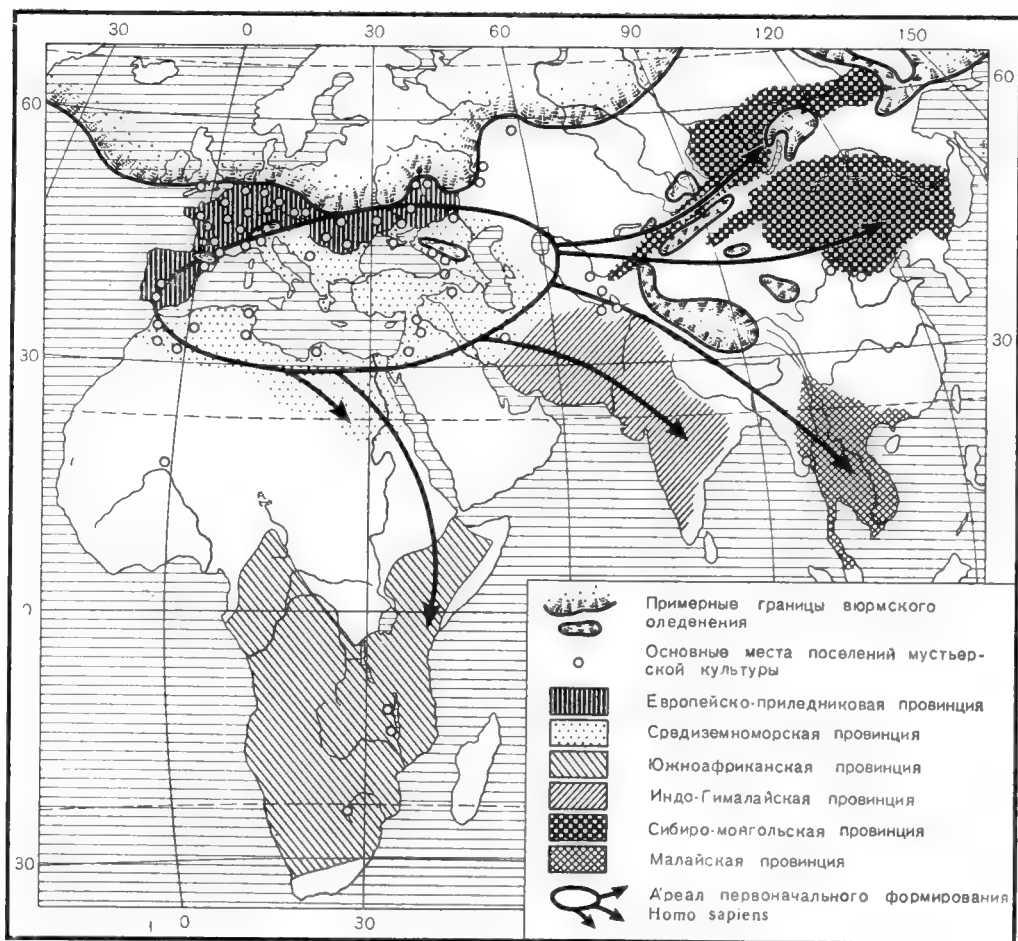 30 0 30 60 90 120 150
60 60
30 30
0
30
0 30
Примерные границы вюрмского
оледенения
Основные места поселений мустьер-
ской культуры
Европейско-приледниковая провинция
Средиземноморская провинция
Южноафриканская провинция
Индо-Гималайская провинция
Сибиро-монгольская провинция
Малайская провинция
Ареал первоначального формирования
Homo sapiens